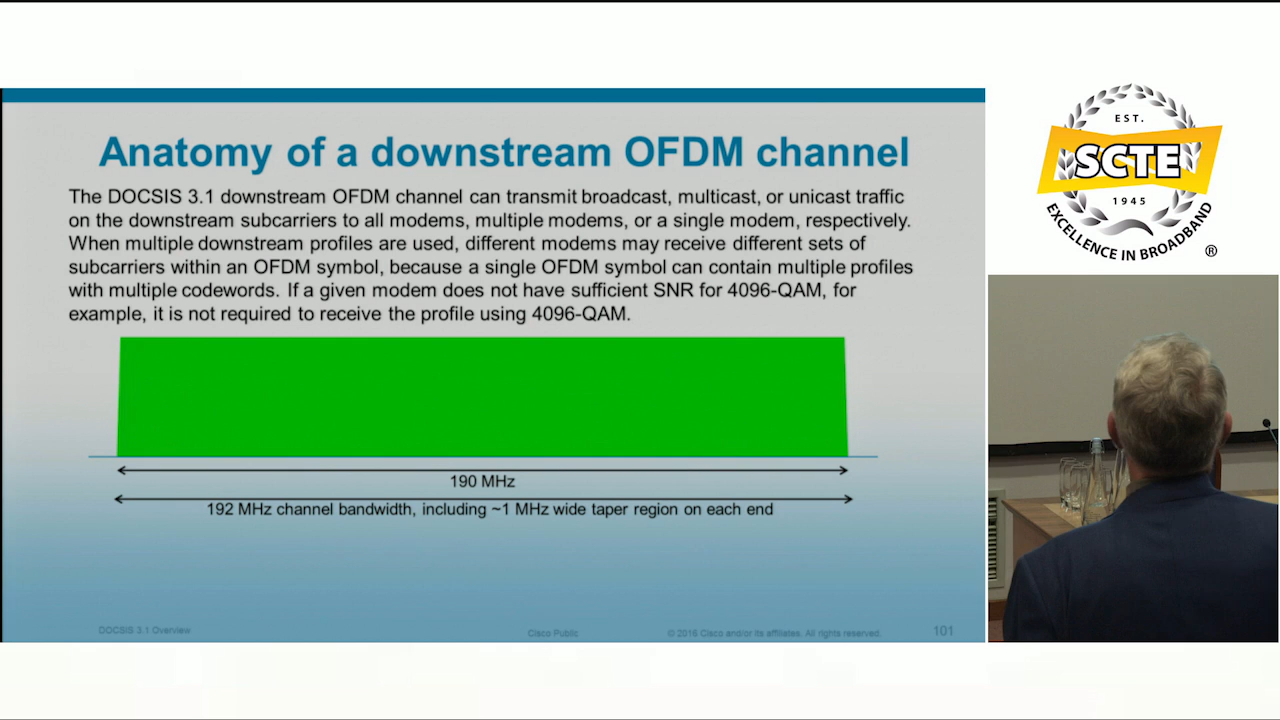 Anatomy of a downstream OFDM channel
The DOCSIS 3.1 downstream OFDM channel can transmit broadcast, multicast, or unicast traffic
on the downstream subcarriers to all modems, multiple modems, or a single modem, respectively.
When multiple downstream profiles are used, different modems may receive different sets of
subcarriers within an OFDM symbol, because a single OFDM symbol can contain multiple profiles
with multiple codewords. If a given modem does not have sufficient SNR for 4096-QAM, for
example, it is not required to receive the profile using 4096-QAM.
190 MHz
192 MHz channel bandwidth, including ~1 MHz wide taper region on each end
DOCSIS 3.1 Overview
Cisco Public
© 2016 Cisco and/or its affiliates. All rights reserved.
101
EST.
SCTE
1945
EXCELLENCE IN BROADBAND
®